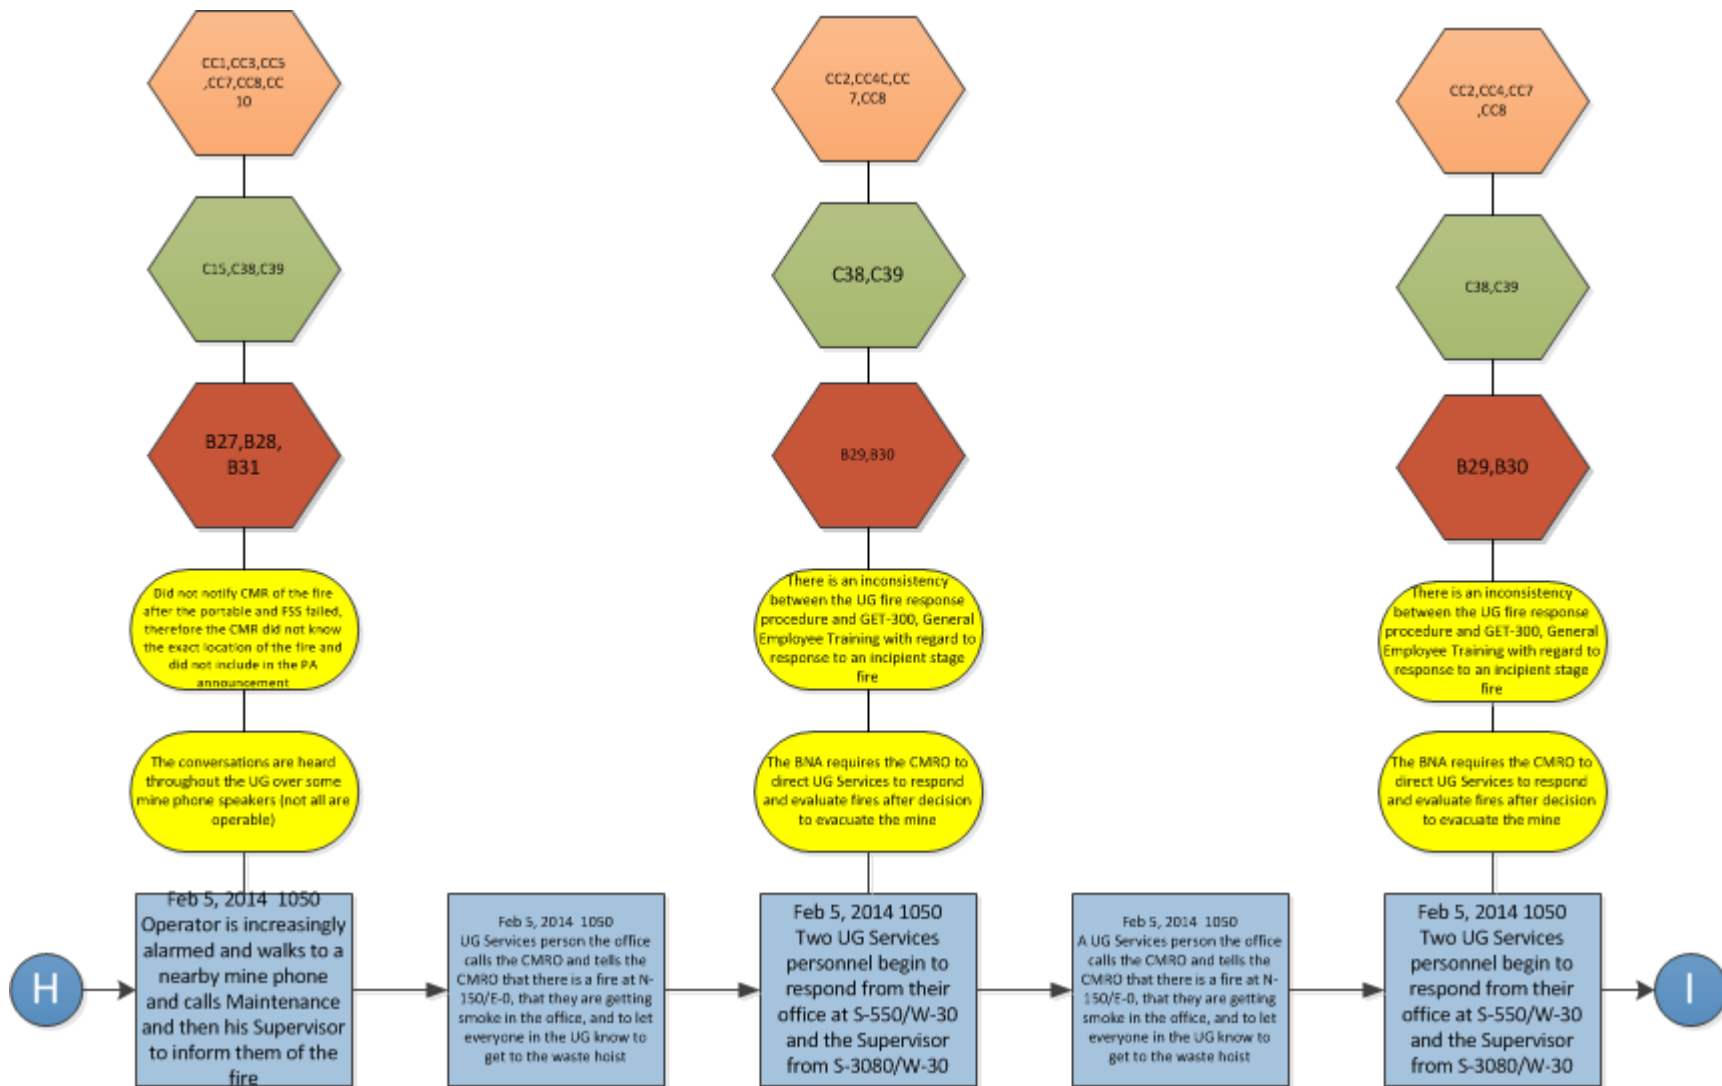 CC1,CC3,CC5
,CC7,CC8,CC
10
C15,C38,C39
B27,B28,
B31
Did not notify CMR of the fire
after the portable and FSS failed,
therefore the CMR did not know
the exact location of the fire and
did not include in the PA
announcement
The conversations are heard
throughout the UG over some
mine phone speakers (not all are
operable)
CC2,CC4C,CC
7,CC8
C38,C39
B29,B30
There is an inconsistency
between the UG fire response
procedure and GET-300, General
Employee Training with regard to
response to an incipient stage
fire
The BNA requires the CMRO to
direct UG Services to respond
and evaluate fires after decision
to evacuate the mine
CC2,CC4,CC7
,CC8
C38,C39
B29,B30
There is an inconsistency
between the UG fire response
procedure and GET-300, General
Employee Training with regard to
response to an incipient stage
fire
The BNA requires the CMRO to
direct UG Services to respond
and evaluate fires after decision
to evacuate the mine
H
Feb 5, 2014 1050
Operator is increasingly
alarmed and walks to a
nearby mine phone
and calls Maintenance
and then his Supervisor
to inform them of the
fire
Feb 5, 2014 1050
UG Services person the office
calls the CMRO and tells the
CMRO that there is a fire at N-
150/E-0, that they are getting
smoke in the office, and to let
everyone in the UG know to
get to the waste hoist
Feb 5, 2014 1050
Two UG Services
personnel begin to
respond from their
office at S-550/W-30
and the Supervisor
from S-3080/W-30
Feb 5, 2014 1050
A UG Services person the office
calls the CMRO and tells the
CMRO that there is a fire at N-
150/E-0, that they are getting
smoke in the office, and to let
everyone in the UG know to
get to the waste hoist
Feb 5, 2014 1050
Two UG Services
personnel begin to
respond from their
office at S-550/W-30
and the Supervisor
from S-3080/W-30
I